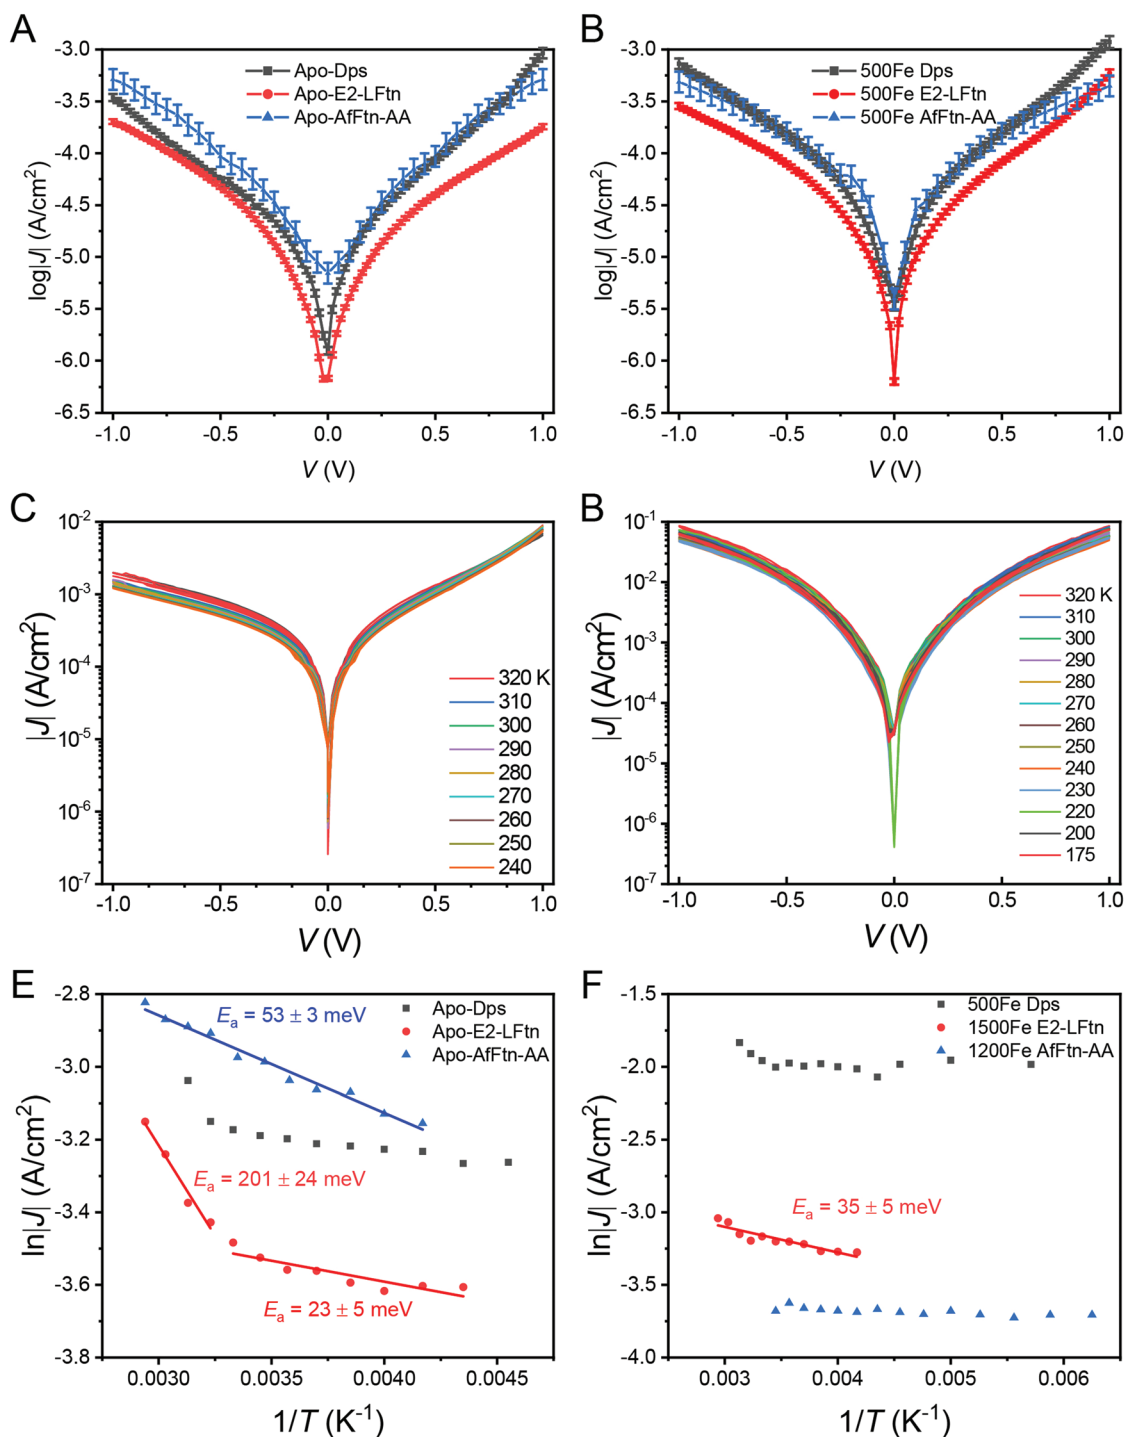 A
Apo-Dps
Apo-E2-LFtn
Apo-AfFtn-AA
-3.0
-3.5
-4.0
-4.5
-5.0
-5.5
-6.0
-6.5
log|J| (A/cm²)
-1.0 -0.5 0.0 0.5 1.0
V (V)
B
500Fe Dps
500Fe E2-LFtn
500Fe AfFtn-AA
-3.0
-3.5
-4.0
-4.5
-5.0
-5.5
-6.0
-6.5
log|J| (A/cm²)
-1.0 -0.5 0.0 0.5 1.0
V (V)
C
10⁻²
10⁻³
10⁻⁴
10⁻⁵
10⁻⁶
10⁻⁷
|J| (A/cm²)
320 K
310
300
290
280
270
260
250
240
-1.0 -0.5 0.0 0.5 1.0
V (V)
B
10⁻¹
10⁻²
10⁻³
10⁻⁴
10⁻⁵
10⁻⁶
10⁻⁷
|J| (A/cm²)
320 K
310
300
290
280
270
260
250
240
230
220
200
175
-1.0 -0.5 0.0 0.5 1.0
V (V)
E
-2.8
-3.0
-3.2
-3.4
-3.6
-3.8
ln|J| (A/cm²)
Eₐ = 53 ± 3 meV
Apo-Dps
Apo-E2-LFtn
Apo-AfFtn-AA
Eₐ = 201 ± 24 meV
Eₐ = 23 ± 5 meV
0.0030 0.0035 0.0040 0.0045
1/T (K⁻¹)
F
-1.5
-2.0
-2.5
-3.0
-3.5
-4.0
ln|J| (A/cm²)
500Fe Dps
1500Fe E2-LFtn
1200Fe AfFtn-AA
Eₐ = 35 ± 5 meV
0.003 0.004 0.005 0.006
1/T (K⁻¹)